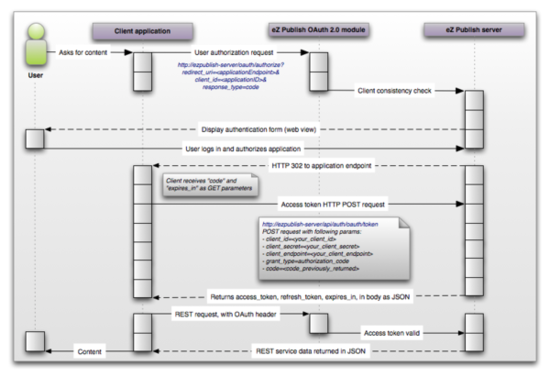 Client application
eZ Publish OAuth 2.0 module
eZ Publish server
User
Asks for content
User authorization request
http://ezpublish-server/oauth/authorize?
redirect_uri=<applicationEndpoint>&
client_id=<applicationID>&
response_type=code
Client consistency check
Display authentication form (web view)
User logs in and authorizes application
HTTP 302 to application endpoint
Client receives "code" and
"expires_in" as GET parameters
Access token HTTP POST request
http://ezpublish-server/api/auth/oauth/token
POST request with following params:
- client_id=<your_client_id>
- client_secret=<your_client_secret>
- client_endpoint=<your_client_endpoint>
- grant_type=authorization_code
- code=<code_previously_returned>
Returns access_token, refresh_token, expires_in, in body as JSON
REST request, with OAuth header
Access token valid
Content
REST service data returned in JSON